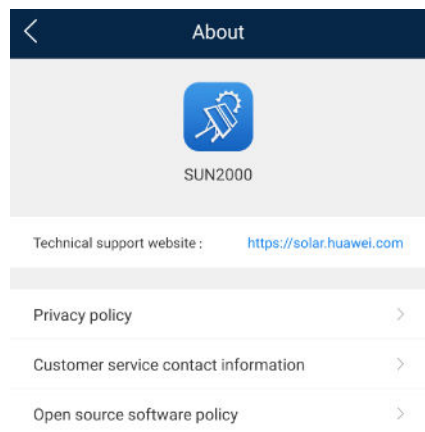 About
SUN2000
Technical support website : https://solar.huawei.com
Privacy policy
Customer service contact information
Open source software policy